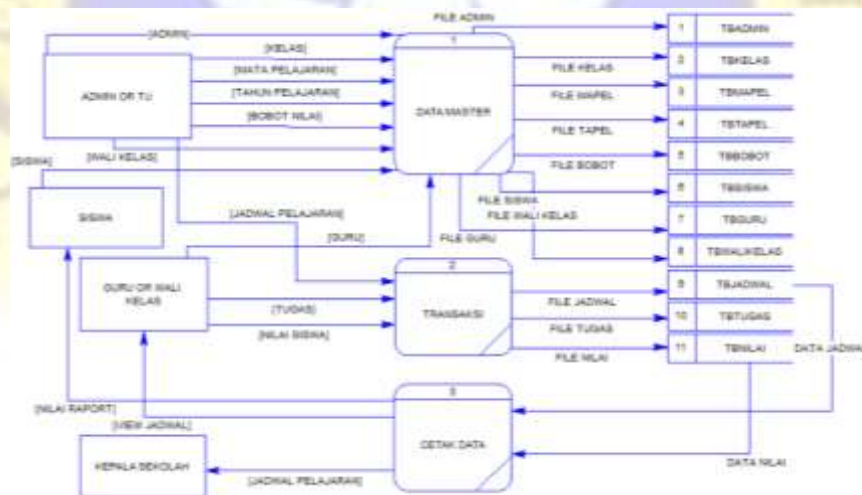 FILE ADMIN
[ADMIN]
1
1 TBADMIN
[KELAS]
2 TBKELAS
FILE KELAS
[MATA PELAJARAN]
3 TBMAPEL
FILE MAPEL
ADMIN OR TU
[TAHUN PELAJARAN]
DATA MASTER
4 TBTAPEL
FILE TAPEL
[BOBOT NILAI]
5 TBBOBOT
FILE BOBOT
[SISWA]
[WALI KELAS]
6 TBSISWA
FILE SISWA
SISWA
[JADWAL PELAJARAN]
FILE WALI KELAS
7 TBGURU
[GURU]
FILE GURU
8 TBWALIKELAS
2
9 TBJADWAL
GURU OR WALI
KELAS
[TUGAS]
TRANSAKSI
FILE JADWAL
10 TBTUGAS
[NILAI SISWA]
FILE TUGAS
11 TBNILAI
DATA JADWAL
FILE NILAI
3
[NILAI RAPORT]
[VIEW JADWAL]
CETAK DATA
KEPALA SEKOLAH
DATA NILAI
[JADWAL PELAJARAN]